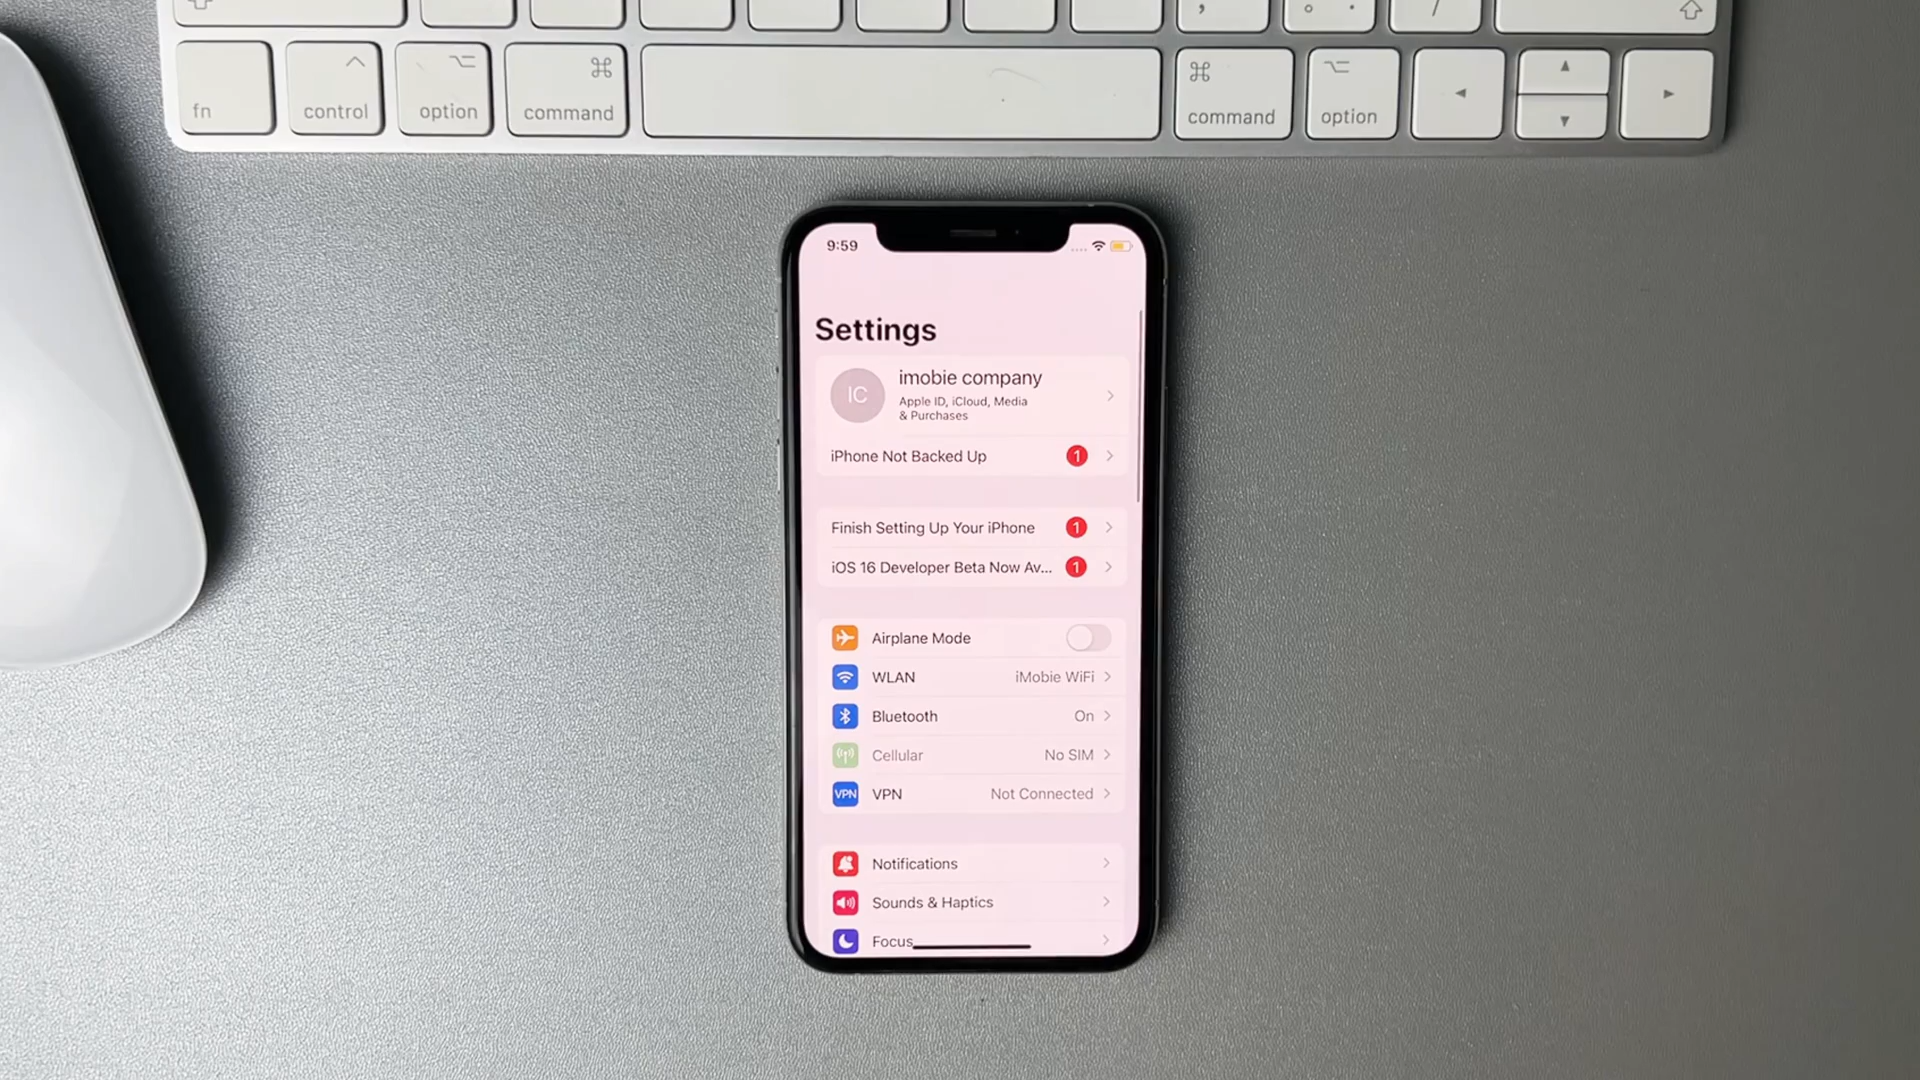 fn
control
option
command
command
option
9:59
Settings
IC
imobie company
Apple ID, iCloud, Media
& Purchases
iPhone Not Backed Up 1
Finish Setting Up Your iPhone 1
iOS 16 Developer Beta Now Av... 1
Airplane Mode
WLAN iMobie WiFi
Bluetooth On
Cellular No SIM
VPN VPN Not Connected
Notifications
Sounds & Haptics
Focus